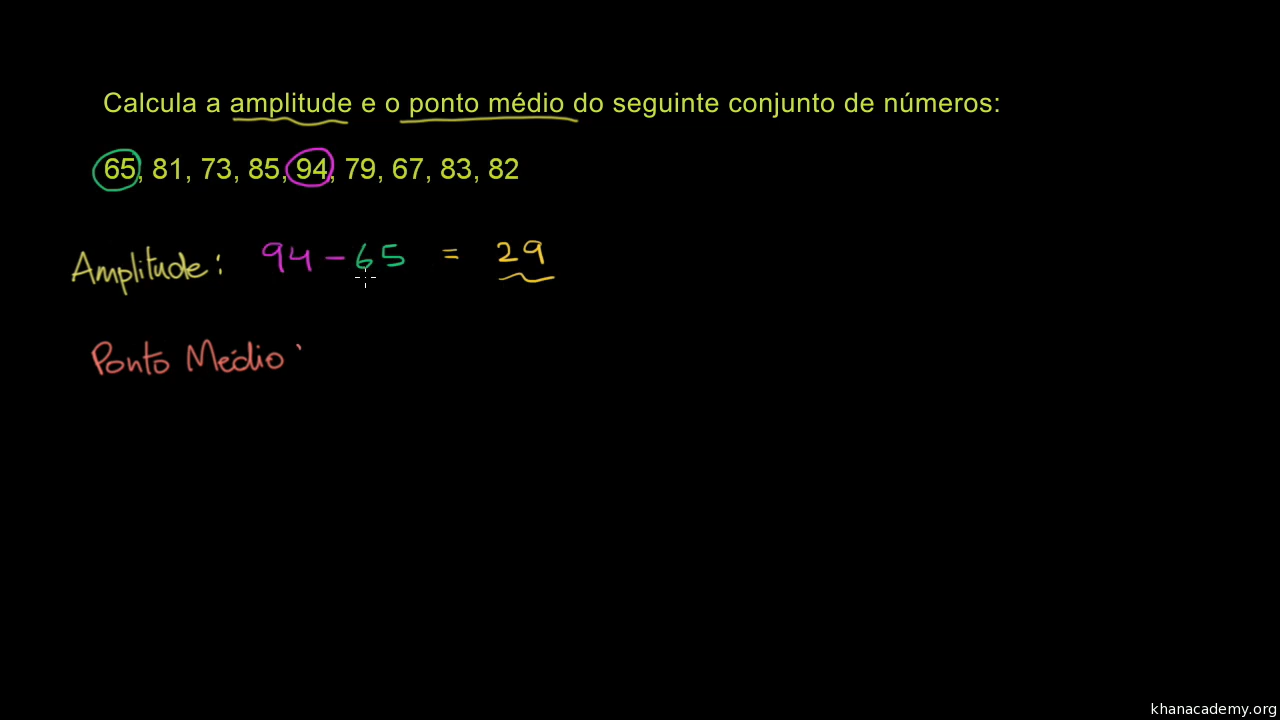 Calcula a amplitude e o ponto médio do seguinte conjunto de números:
65, 81, 73, 85, 94, 79, 67, 83, 82
Amplitude: 94 - 65 = 29
Ponto Médio '
khanacademy.org